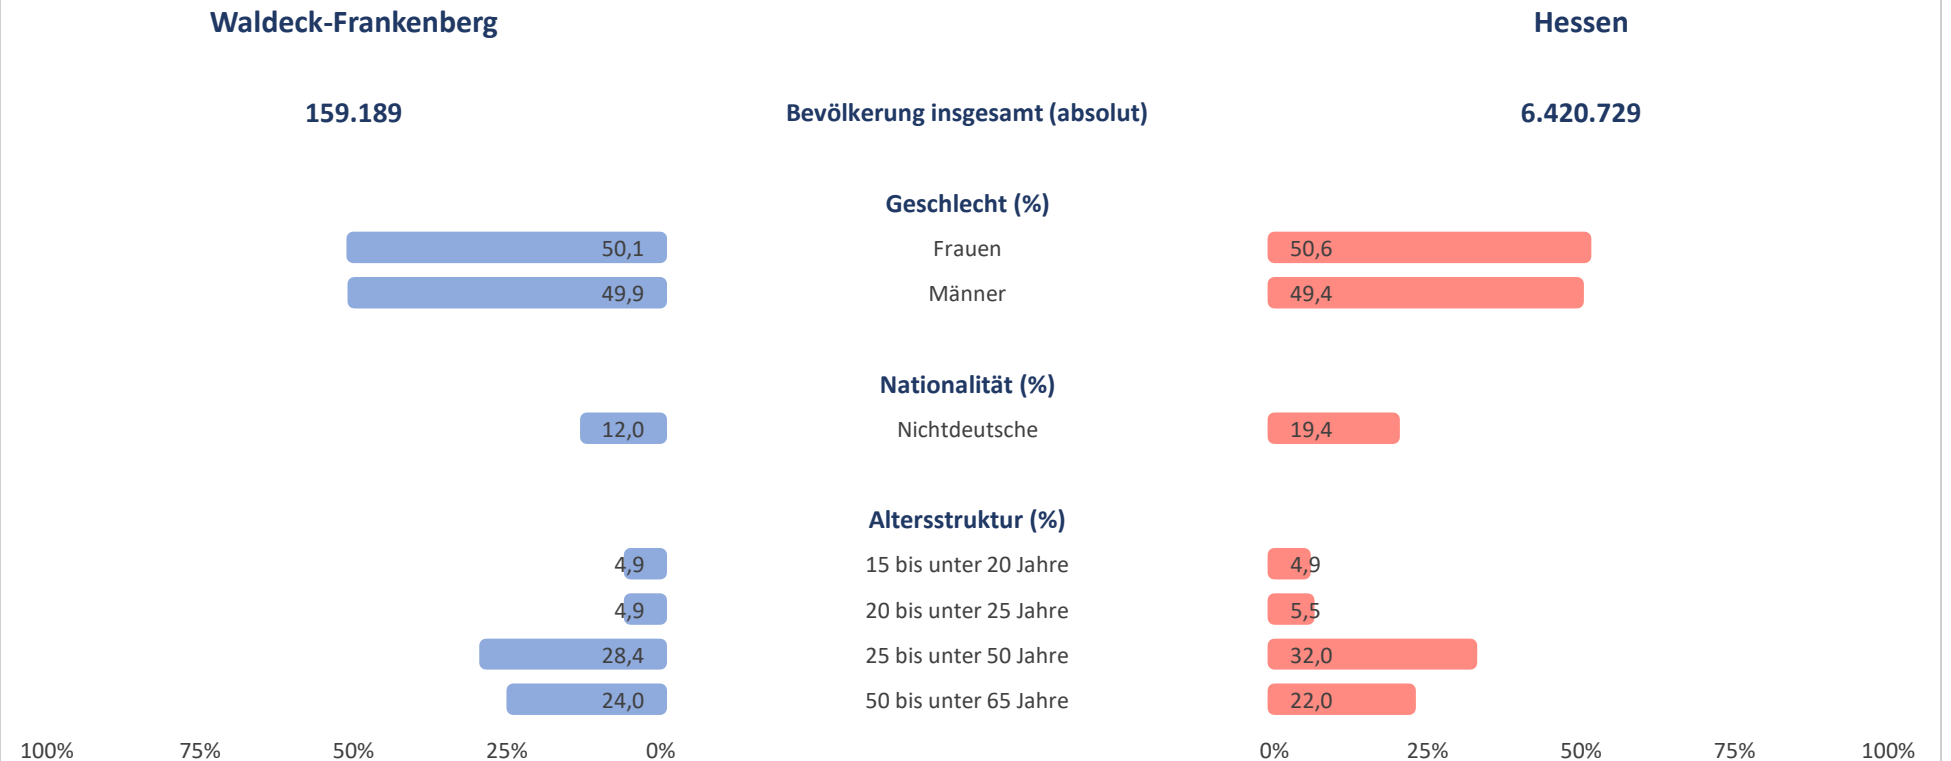 Waldeck-Frankenberg Hessen
159.189 Bevölkerung insgesamt (absolut) 6.420.729
Geschlecht (%)
50,1 Frauen 50,6
49,9 Männer 49,4
Nationalität (%)
12,0 Nichtdeutsche 19,4
Altersstruktur (%)
4,9 15 bis unter 20 Jahre 4,9
4,9 20 bis unter 25 Jahre 5,5
28,4 25 bis unter 50 Jahre 32,0
24,0 50 bis unter 65 Jahre 22,0
100% 75% 50% 25% 0% 0% 25% 50% 75% 100%